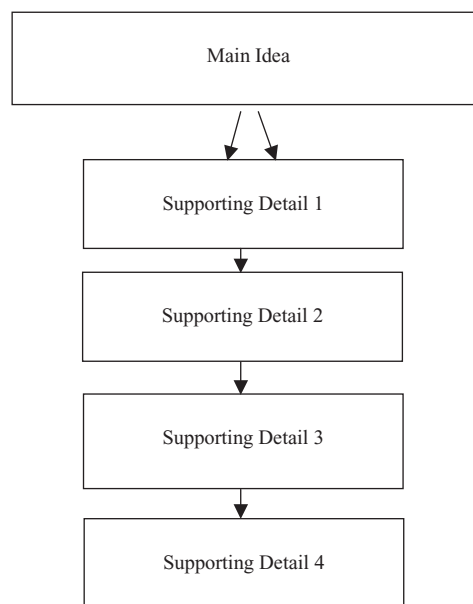 Main Idea
Supporting Detail 1
Supporting Detail 2
Supporting Detail 3
Supporting Detail 4